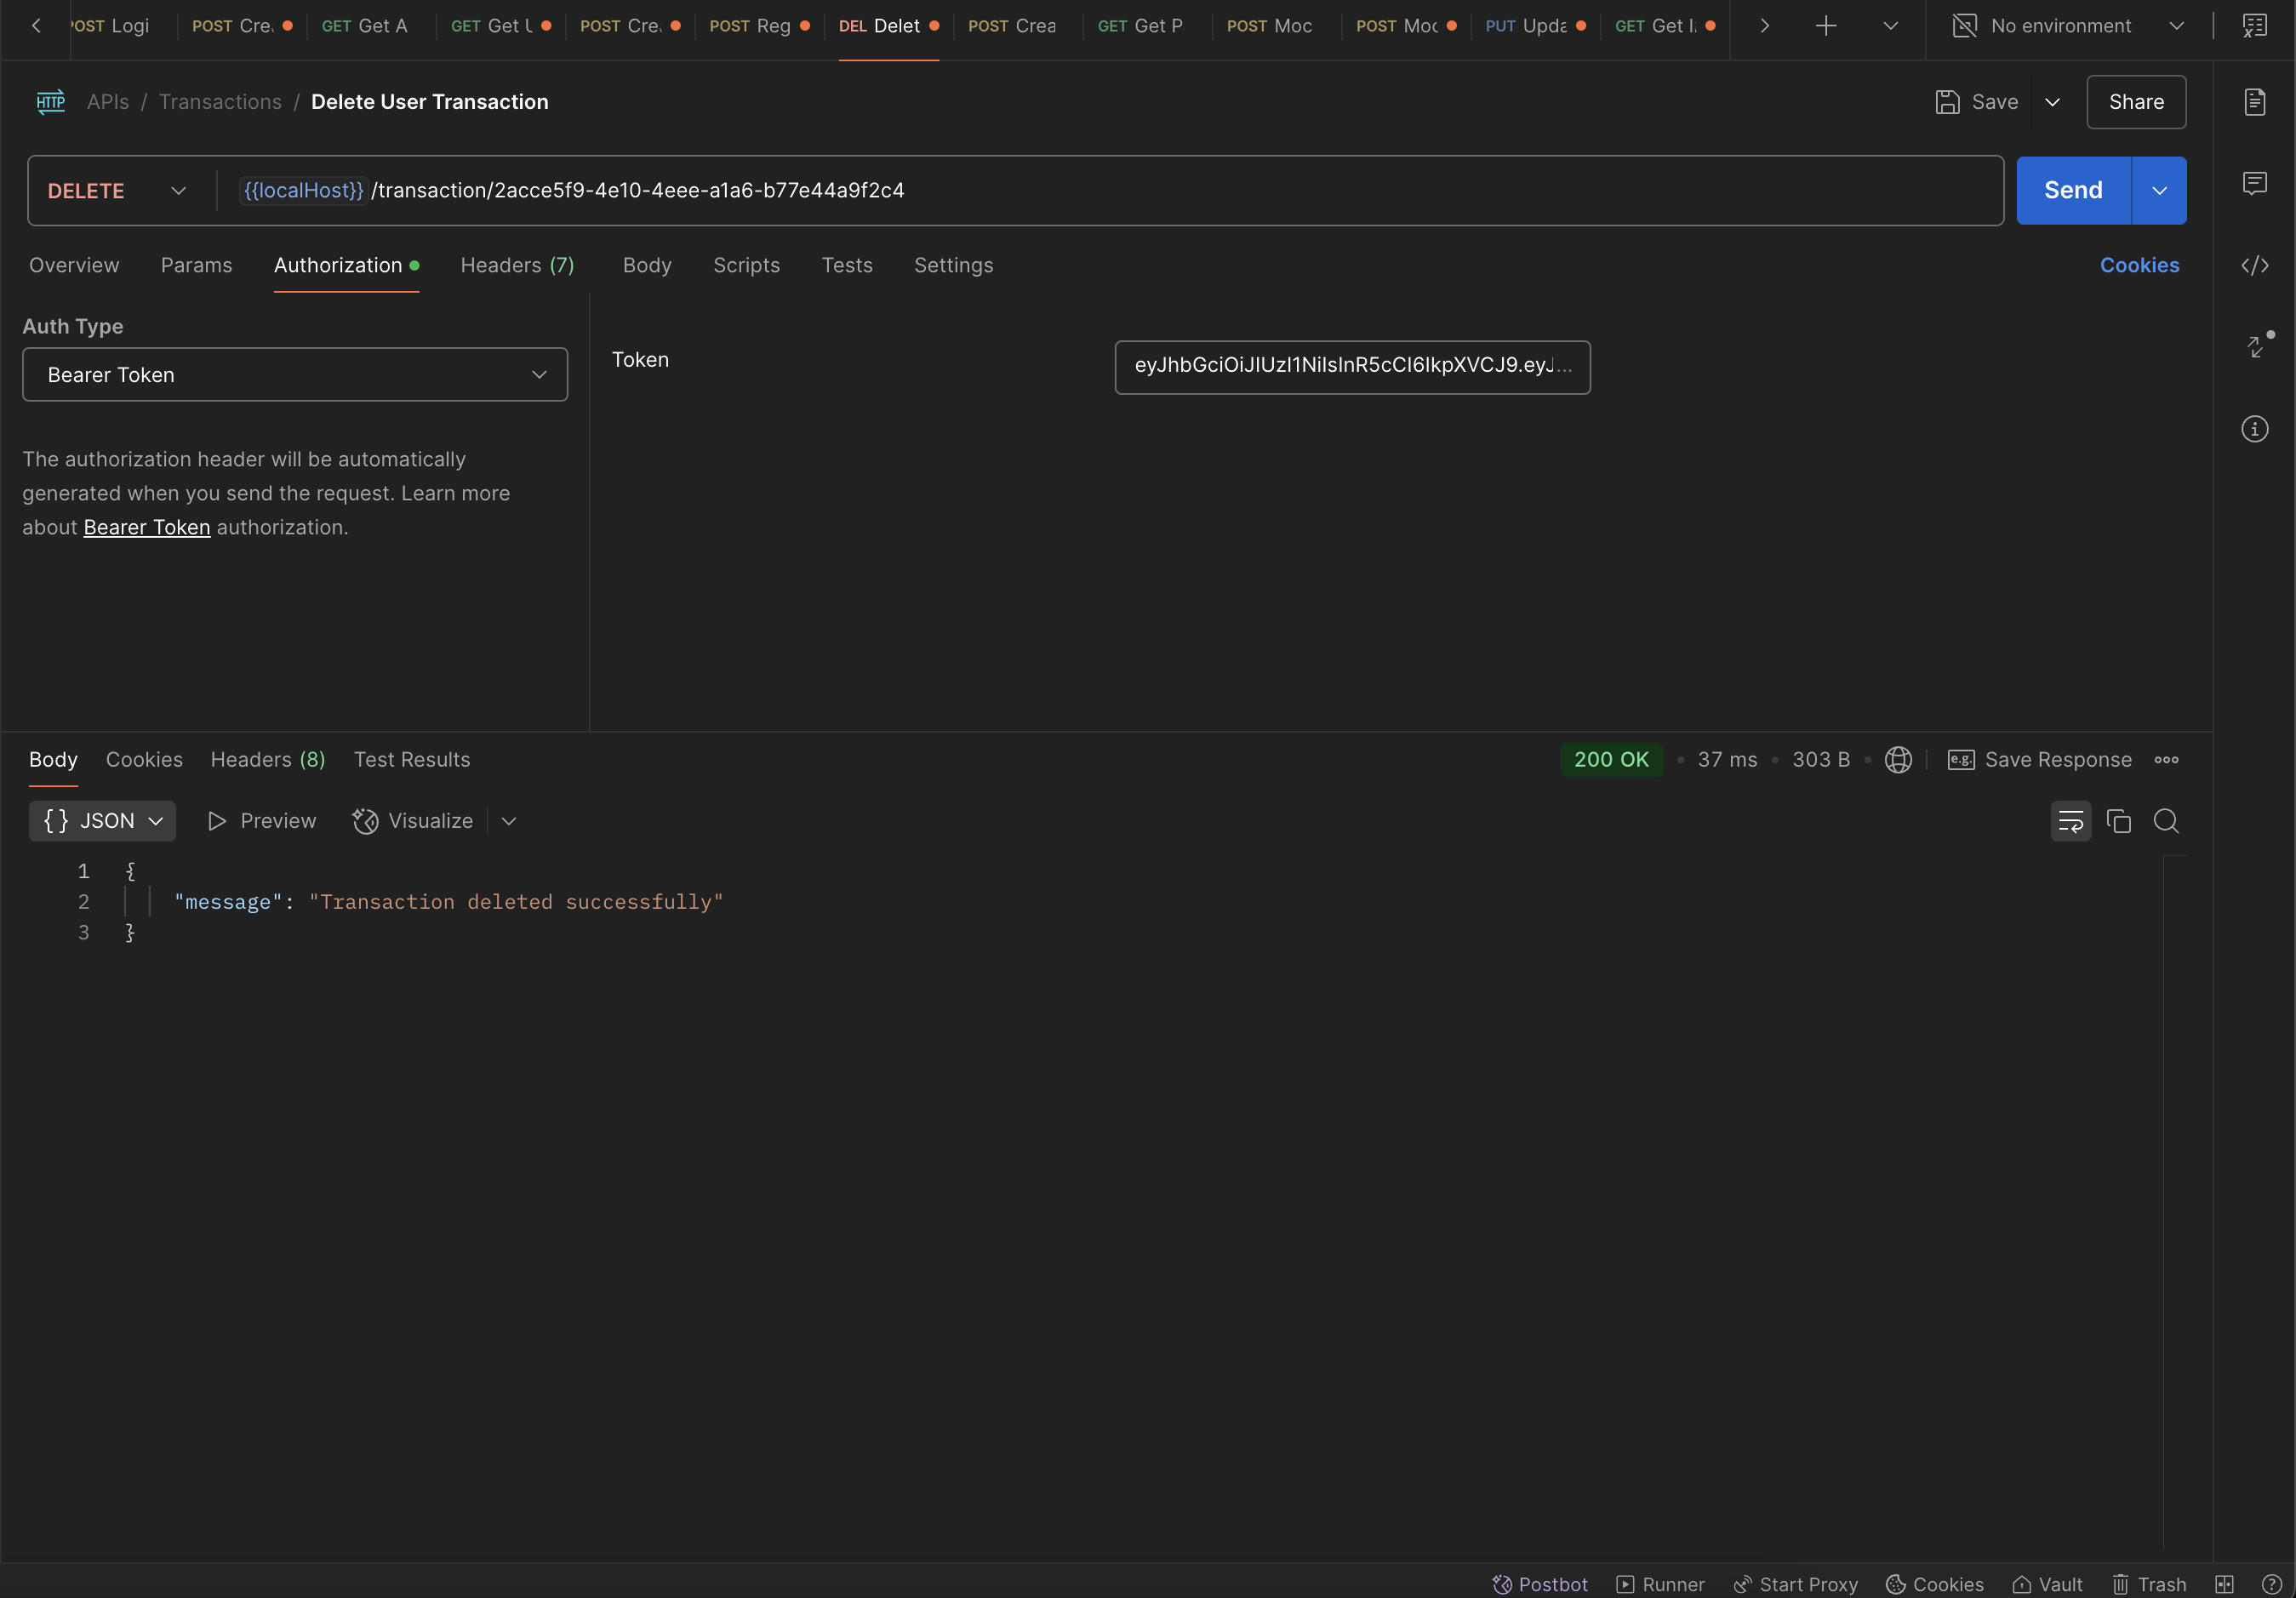 POST Logi POST Cre. GET Get A GET Get U POST Cre. POST Reg DEL Delet POST Crea GET Get P POST Moc POST Moc PUT Upda GET Get No environment
HTTP APIs / Transactions / Delete User Transaction Save Share
DELETE {{localHost}}/transaction/2acce5f9-4e10-4eee-a1a6-b77e44a9f2c4 Send
Overview Params Authorization Headers (7) Body Scripts Tests Settings Cookies
Auth Type
Token eyJhbGciOiJIUzI1NiIsInR5cCI6IkpXVCJ9.eyJ...
Bearer Token
The authorization header will be automatically
generated when you send the request. Learn more
about Bearer Token authorization.
Body Cookies Headers (8) Test Results 200 OK • 37 ms • 303 B • e.g. Save Response
{} JSON Preview Visualize
1 {
2 "message": "Transaction deleted successfully"
3 }
Postbot Runner Start Proxy Cookies Vault Trash